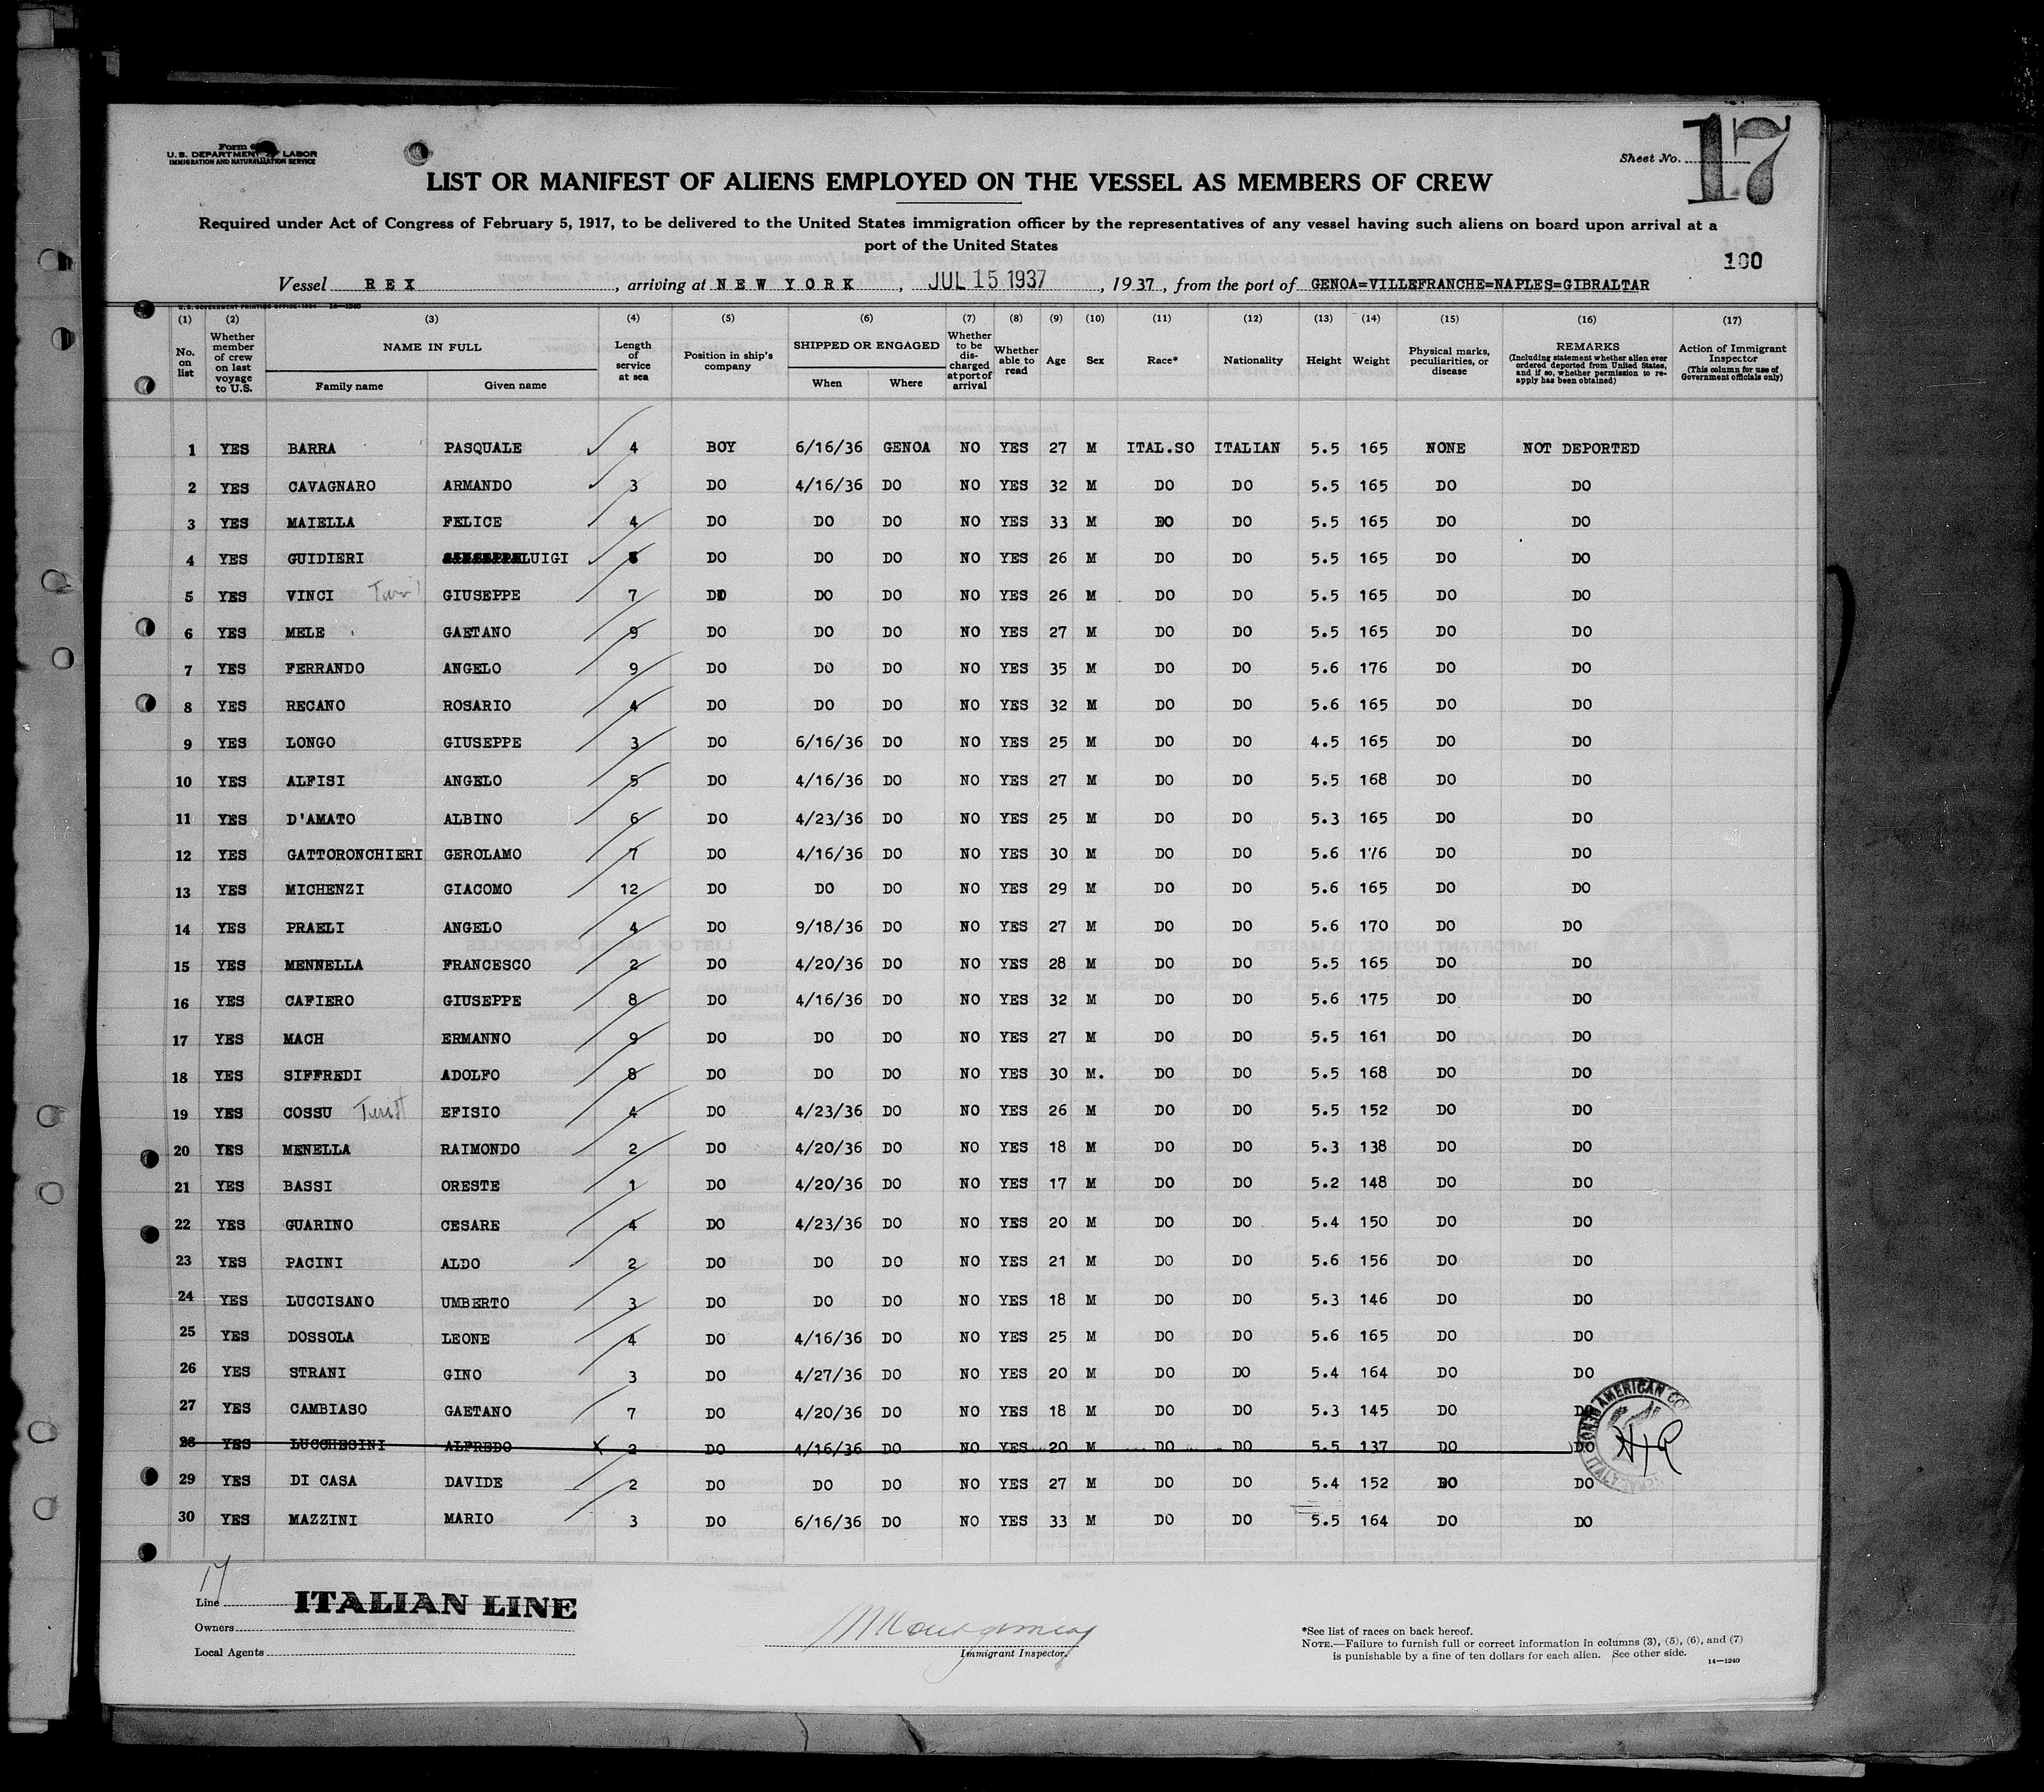 Form
U.S. DEPARTMENT LABOR
IMMIGRATION AND NATURALIZATION SERVICE
Sheet No. 17
LIST OR MANIFEST OF ALIENS EMPLOYED ON THE VESSEL AS MEMBERS OF CREW
Required under Act of Congress of February 5, 1917, to be delivered to the United States immigration officer by the representatives of any vessel having such aliens on board upon arrival at a
port of the United States
100
Vessel REX, arriving at NEW YORK, JUL 15 1937, 1937, from the port of GENOA=VILLEFRANCHE=NAPLES=GIBRALTAR
(1) (2) (3) (4) (5) (6) (7) (8) (9) (10) (11) (12) (13) (14) (15) (16) (17)
No. on list
Whether member of crew on last voyage to U.S.
NAME IN FULL
Family name Given name
Length of service at sea
Position in ship's company
SHIPPED OR ENGAGED
When Where
Whether to be discharged at port of arrival
Whether able to read
Age Sex Race* Nationality Height Weight
Physical marks, peculiarities, or disease
REMARKS
(Including statement whether alien ever ordered deported from United States, and if so, whether permission to re-apply has been obtained)
Action of Immigrant Inspector
(This column for use of Government officials only)
1 YES BARRA PASQUALE 4 BOY 6/16/36 GENOA NO YES 27 M ITAL.SO ITALIAN 5.5 165 NONE NOT DEPORTED
2 YES CAVAGNARO ARMANDO 3 DO 4/16/36 DO NO YES 32 M DO DO 5.5 165 DO DO
3 YES MAIELLA FELICE 4 DO DO DO NO YES 33 M DO DO 5.5 165 DO DO
4 YES GUIDIERI LUIGI DO DO DO NO YES 26 M DO DO 5.5 165 DO DO
5 YES VINCI GIUSEPPE 7 DO DO DO NO YES 26 M DO DO 5.5 165 DO DO
6 YES MELE GAETANO 9 DO DO DO NO YES 27 M DO DO 5.5 165 DO DO
7 YES FERRANDO ANGELO 9 DO DO DO NO YES 35 M DO DO 5.6 176 DO DO
8 YES RECANO ROSARIO 4 DO DO DO NO YES 32 M DO DO 5.6 165 DO DO
9 YES LONGO GIUSEPPE 3 DO 6/16/36 DO NO YES 25 M DO DO 4.5 165 DO DO
10 YES ALFISI ANGELO 5 DO 4/16/36 DO NO YES 27 M DO DO 5.5 168 DO DO
11 YES D'AMATO ALBINO 6 DO 4/23/36 DO NO YES 25 M DO DO 5.3 165 DO DO
12 YES GATTORONCHIERI GEROLAMO 7 DO 4/16/36 DO NO YES 30 M DO DO 5.6 176 DO DO
13 YES MICHENZI GIACOMO 12 DO DO DO NO YES 29 M DO DO 5.6 165 DO DO
14 YES PRAELI ANGELO 4 DO 9/18/36 DO NO YES 27 M DO DO 5.6 170 DO DO
15 YES MENNELLA FRANCESCO 2 DO 4/20/36 DO NO YES 28 M DO DO 5.5 165 DO DO
16 YES CAFIERO GIUSEPPE 8 DO 4/16/36 DO NO YES 32 M DO DO 5.6 175 DO DO
17 YES MACH ERMANNO 9 DO DO DO NO YES 27 M DO DO 5.5 161 DO DO
18 YES SIFFREDI ADOLFO 8 DO DO DO NO YES 30 M. DO DO 5.5 168 DO DO
19 YES COSSU EFISIO 4 DO 4/23/36 DO NO YES 26 M DO DO 5.5 152 DO DO
20 YES MENELLA RAIMONDO 2 DO 4/20/36 DO NO YES 18 M DO DO 5.3 138 DO DO
21 YES BASSI ORESTE 1 DO 4/20/36 DO NO YES 17 M DO DO 5.2 148 DO DO
22 YES GUARINO CESARE 4 DO 4/23/36 DO NO YES 20 M DO DO 5.4 150 DO DO
23 YES PACINI ALDO 2 DO DO DO NO YES 21 M DO DO 5.6 156 DO DO
24 YES LUCCISANO UMBERTO 3 DO DO DO NO YES 18 M DO DO 5.3 146 DO DO
25 YES DOSSOLA LEONE 4 DO 4/16/36 DO NO YES 25 M DO DO 5.6 165 DO DO
26 YES STRANI GINO 3 DO 4/27/36 DO NO YES 20 M DO DO 5.4 164 DO DO
27 YES CAMBIASO GAETANO 7 DO 4/20/36 DO NO YES 18 M DO DO 5.3 145 DO DO
28 YES LUCCHESINI ALFREDO X 2 DO 4/16/36 DO NO YES 20 M DO DO 5.5 137 DO DO
29 YES DI CASA DAVIDE 2 DO DO DO NO YES 27 M DO DO 5.4 152 DO DO
30 YES MAZZINI MARIO 3 DO 6/16/36 DO NO YES 33 M DO DO 5.5 164 DO DO
17
Line ITALIAN LINE
Owners
Local Agents
Immigrant Inspector.
*See list of races on back hereof.
NOTE.—Failure to furnish full or correct information in columns (3), (5), (6), and (7)
is punishable by a fine of ten dollars for each alien. See other side.
14—1240